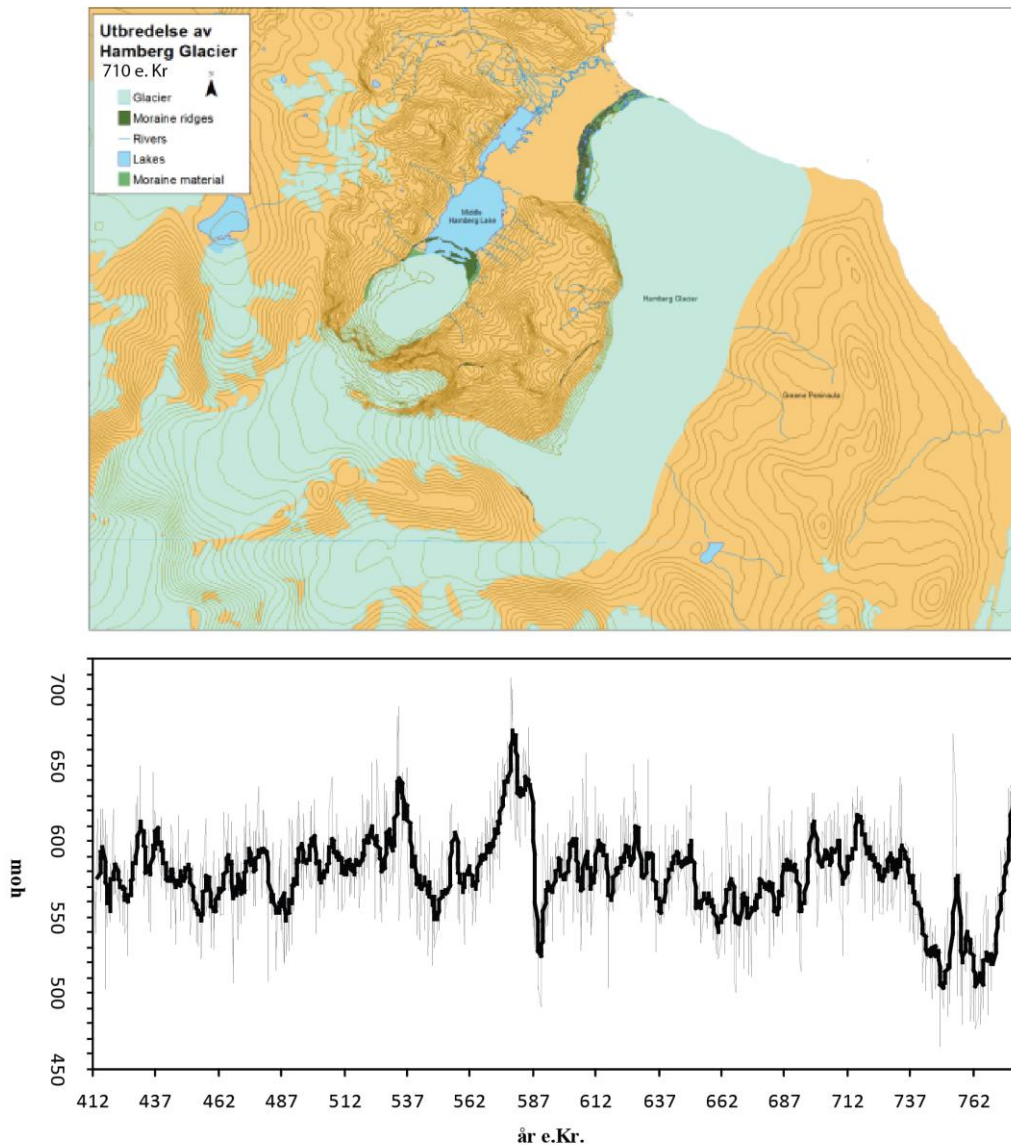 Utbredelse av
Hamberg Glacier
710 e. Kr
N
Glacier
Moraine ridges
Rivers
Lakes
Moraine material
Middle
Hamberg Lake
Hamberg Glacier
Greene Peninsula
700
650
600
550
500
450
moh
412 437 462 487 512 537 562 587 612 637 662 687 712 737 762
år e.Kr.